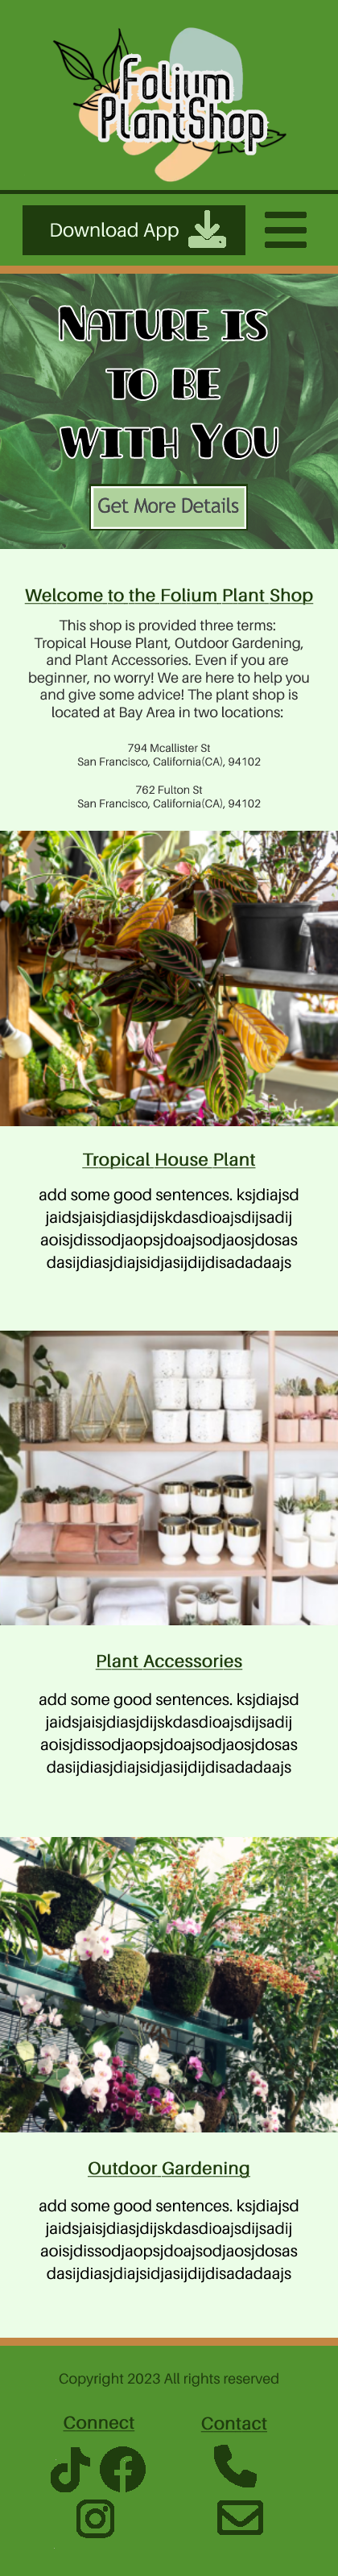 Folium
PlantShop
Download App
NATURE IS
TO BE
WITH YOU
Get More Details
Welcome to the Folium Plant Shop
This shop is provided three terms:
Tropical House Plant, Outdoor Gardening,
and Plant Accessories. Even if you are
beginner, no worry! We are here to help you
and give some advice! The plant shop is
located at Bay Area in two locations:
794 Mcallister St
San Francisco, California(CA), 94102
762 Fulton St
San Francisco, California(CA), 94102
Tropical House Plant
add some good sentences. ksjdiajsd
jaidsjaisjdiasjdijskdasdioajsdijsadij
aoisjdissodjaopsjdoajsodjaosjdosas
dasijdiasjdiajsidjasijdijdisadadaajs
Plant Accessories
add some good sentences. ksjdiajsd
jaidsjaisjdiasjdijskdasdioajsdijsadij
aoisjdissodjaopsjdoajsodjaosjdosas
dasijdiasjdiajsidjasijdijdisadadaajs
Outdoor Gardening
add some good sentences. ksjdiajsd
jaidsjaisjdiasjdijskdasdioajsdijsadij
aoisjdissodjaopsjdoajsodjaosjdosas
dasijdiasjdiajsidjasijdijdisadadaajs
Copyright 2023 All rights reserved
Connect
Contact